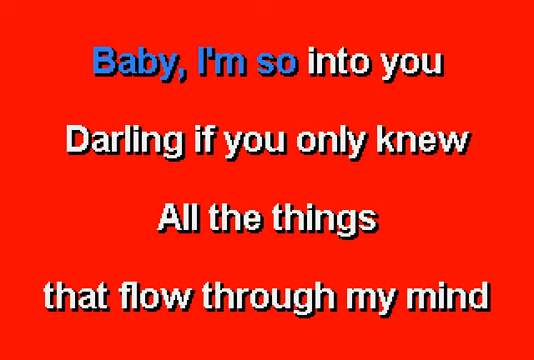 Baby, I'm so into you
Darling if you only knew
All the things
that flow through my mind